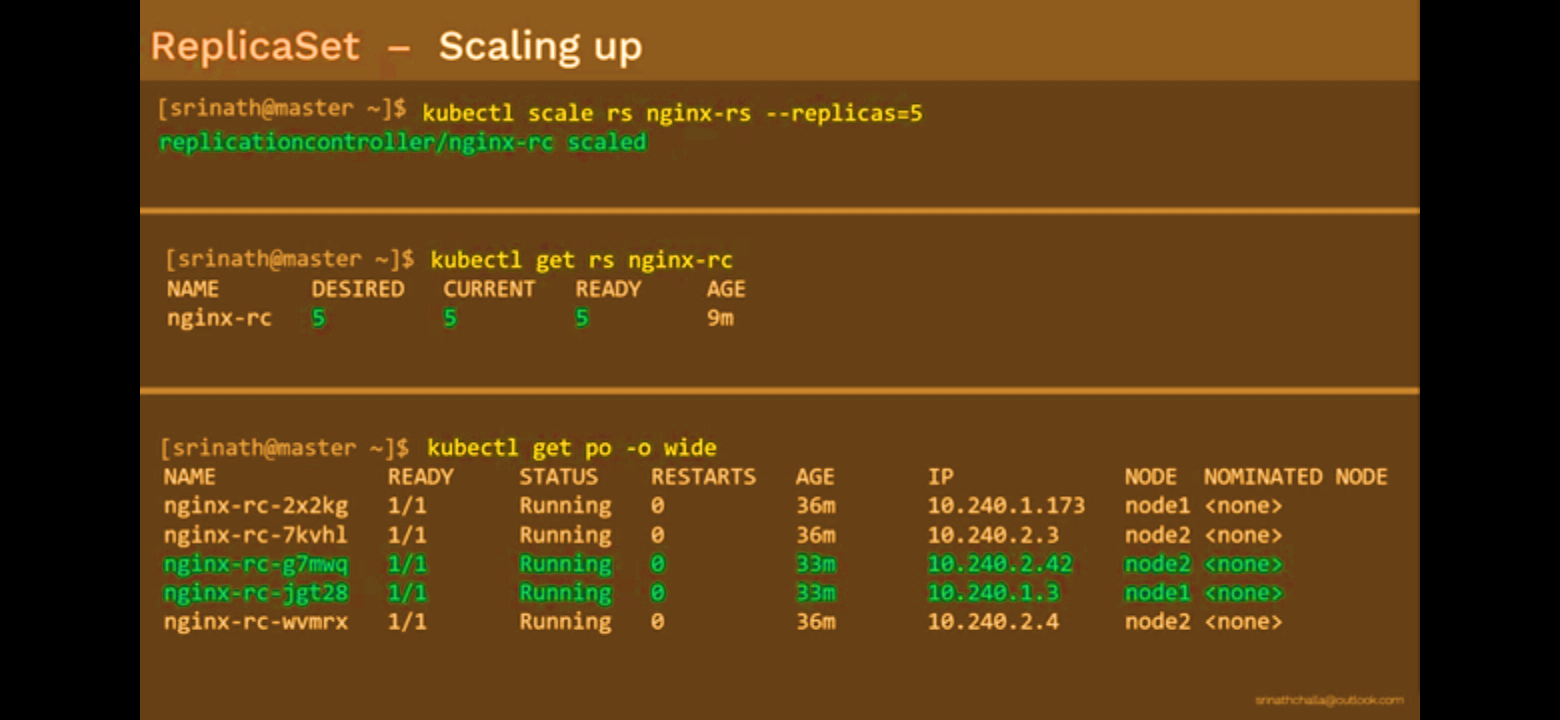 ReplicaSet – Scaling up
[srinath@master ~]$ kubectl scale rs nginx-rs --replicas=5
replicationcontroller/nginx-rc scaled
[srinath@master ~]$ kubectl get rs nginx-rc
NAME DESIRED CURRENT READY AGE
nginx-rc 5 5 5 9m
[srinath@master ~]$ kubectl get po -o wide
NAME READY STATUS RESTARTS AGE IP NODE NOMINATED NODE
nginx-rc-2x2kg 1/1 Running 0 36m 10.240.1.173 node1 <none>
nginx-rc-7kvhl 1/1 Running 0 36m 10.240.2.3 node2 <none>
nginx-rc-g7mwq 1/1 Running 0 33m 10.240.2.42 node2 <none>
nginx-rc-jgt28 1/1 Running 0 33m 10.240.1.3 node1 <none>
nginx-rc-wvmrx 1/1 Running 0 36m 10.240.2.4 node2 <none>
srinathchalla@outlook.com